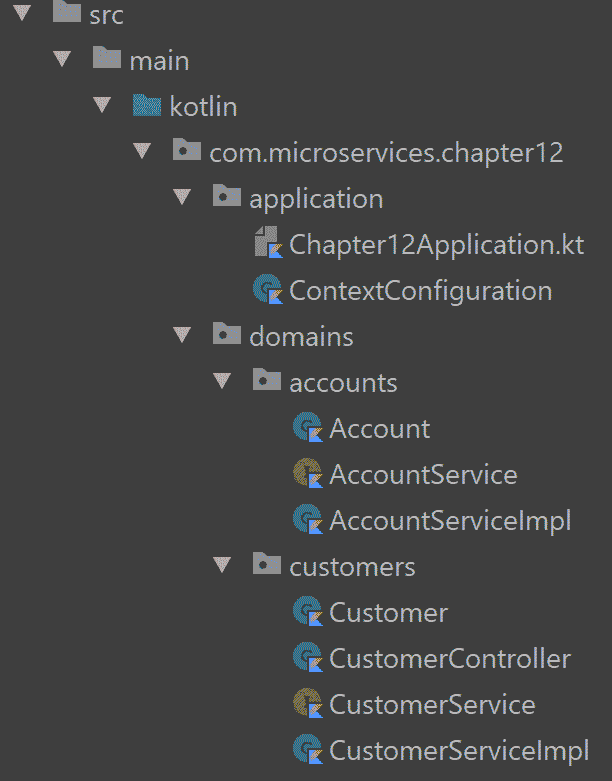 src
main
kotlin
com.microservices.chapter12
application
Chapter12Application.kt
ContextConfiguration
domains
accounts
Account
AccountService
AccountServiceImpl
customers
Customer
CustomerController
CustomerService
CustomerServiceImpl